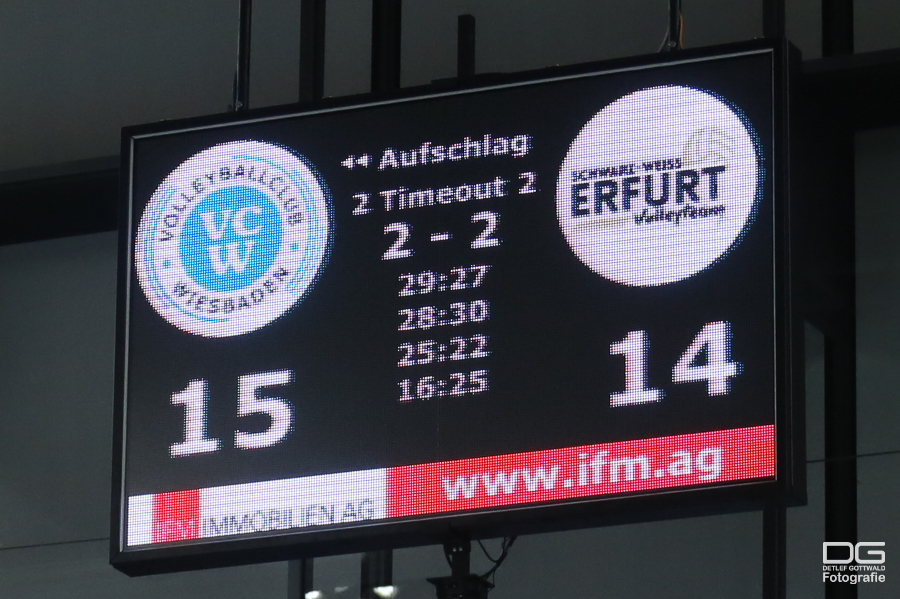 VOLLEYBALLCLUB
VCW
WIESBADEN
Aufschlag
2 Timeout 2
2 - 2
29:27
28:30
25:22
16:25
SCHWARZ-WEISS
ERFURT
Volleyteam
15
14
IMMOBILIEN AG
www.ifm.ag
DG
DETLEF GOTTWALD
Fotografie